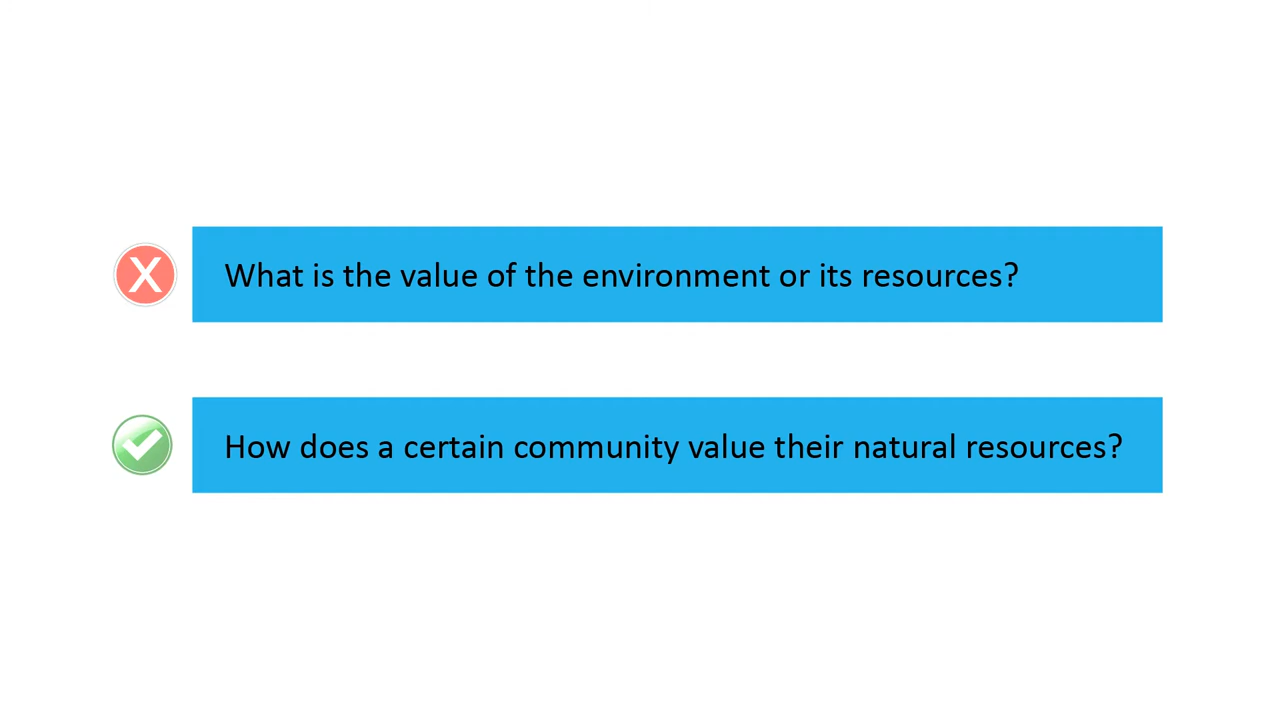 X
What is the value of the environment or its resources?
How does a certain community value their natural resources?